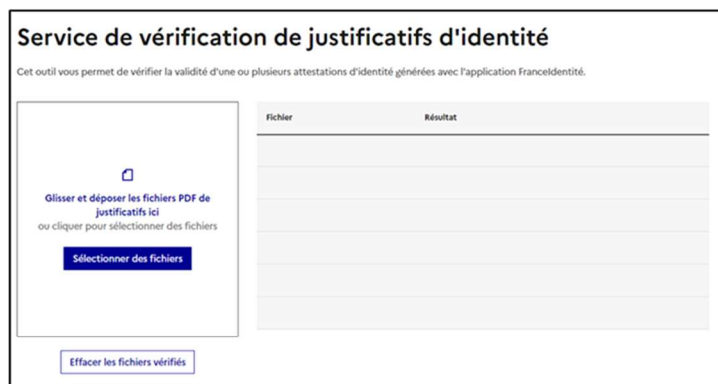 Service de vérification de justificatifs d'identité
Cet outil vous permet de vérifier la validité d'une ou plusieurs attestations d'identité générées avec l'application FranceIdentité.
Glisser et déposer les fichiers PDF de
justificatifs ici
ou cliquer pour sélectionner des fichiers
Sélectionner des fichiers
Effacer les fichiers vérifiés
Fichier Résultat